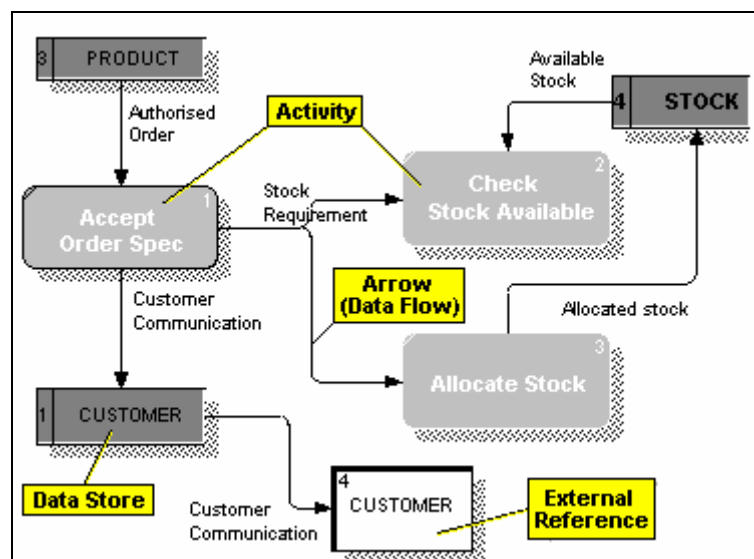 3 PRODUCT
Authorised
Order
Activity
Available
Stock
4 STOCK
1
Accept
Order Spec
Stock
Requirement
2
Check
Stock Available
Customer
Communication
Arrow
(Data Flow)
Allocated stock
3
Allocate Stock
1 CUSTOMER
Data Store
Customer
Communication
4
CUSTOMER
External
Reference